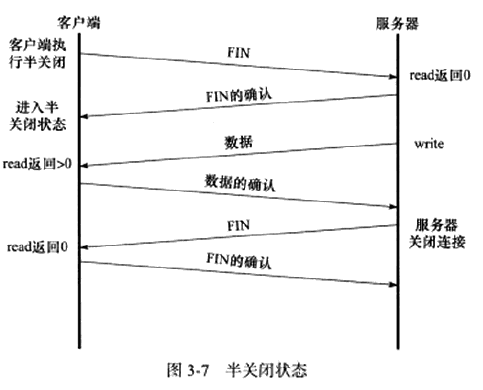 客户端
服务器
客户端执
行半关闭
FIN
read返回0
FIN的确认
进入半
关闭状态
数据
write
read返回>0
数据的确认
FIN
服务器
关闭连接
read返回0
FIN的确认
图 3-7 半关闭状态